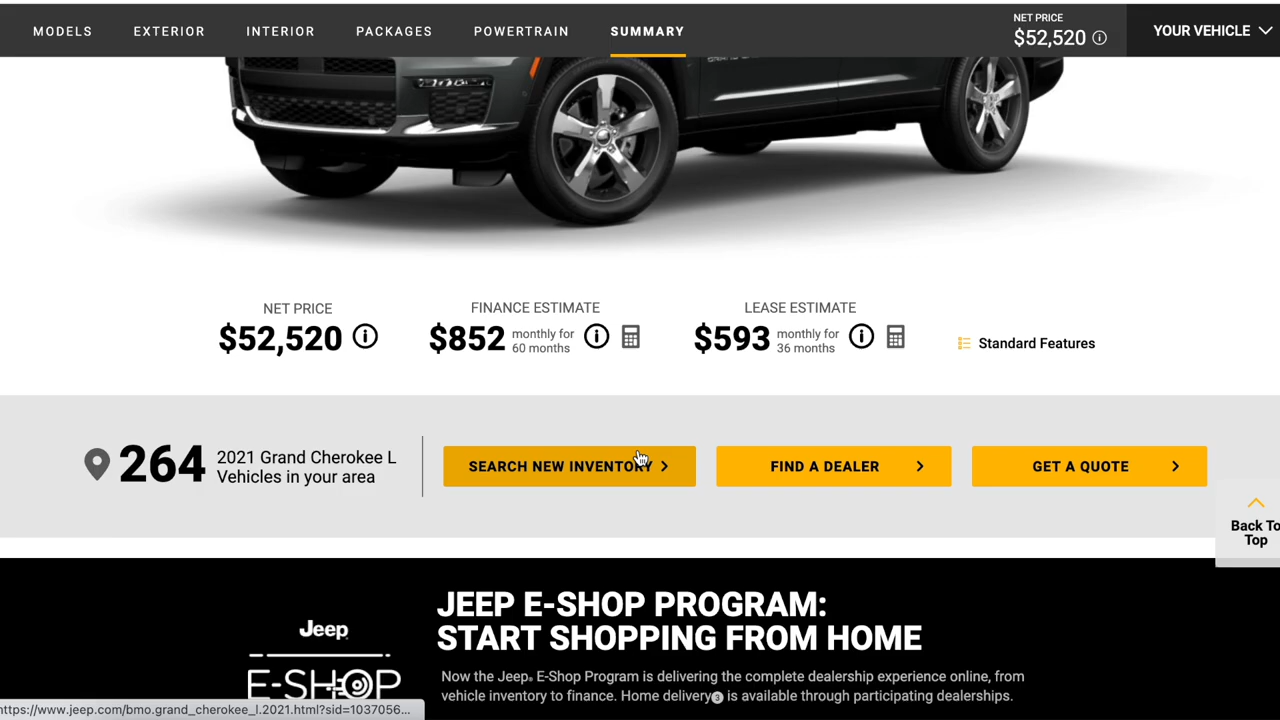 MODELS EXTERIOR INTERIOR PACKAGES POWERTRAIN SUMMARY
NET PRICE
$52,520
YOUR VEHICLE
NET PRICE
$52,520
FINANCE ESTIMATE
$852 monthly for
60 months
LEASE ESTIMATE
$593 monthly for
36 months
Standard Features
264 2021 Grand Cherokee L
Vehicles in your area
SEARCH NEW INVENTORY
FIND A DEALER
GET A QUOTE
Back To
Top
JEEP E-SHOP PROGRAM:
START SHOPPING FROM HOME
Jeep
E-SHOP
Now the Jeep® E-Shop Program is delivering the complete dealership experience online, from
vehicle inventory to finance. Home delivery 3 is available through participating dealerships.
https://www.jeep.com/bmo.grand_cherokee_l.2021.html?sid=1037056...